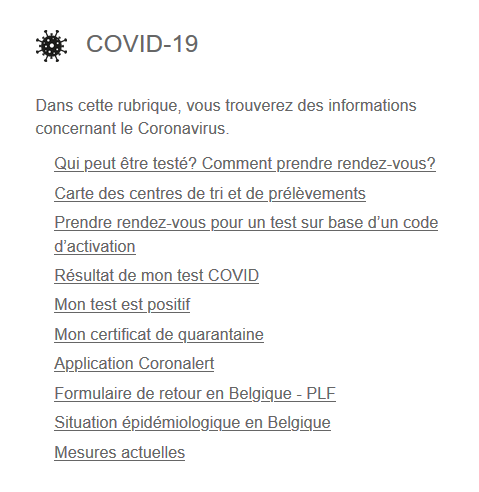 COVID-19
Dans cette rubrique, vous trouverez des informations
concernant le Coronavirus.
Qui peut être testé? Comment prendre rendez-vous?
Carte des centres de tri et de prélèvements
Prendre rendez-vous pour un test sur base d’un code
d’activation
Résultat de mon test COVID
Mon test est positif
Mon certificat de quarantaine
Application Coronalert
Formulaire de retour en Belgique - PLF
Situation épidémiologique en Belgique
Mesures actuelles